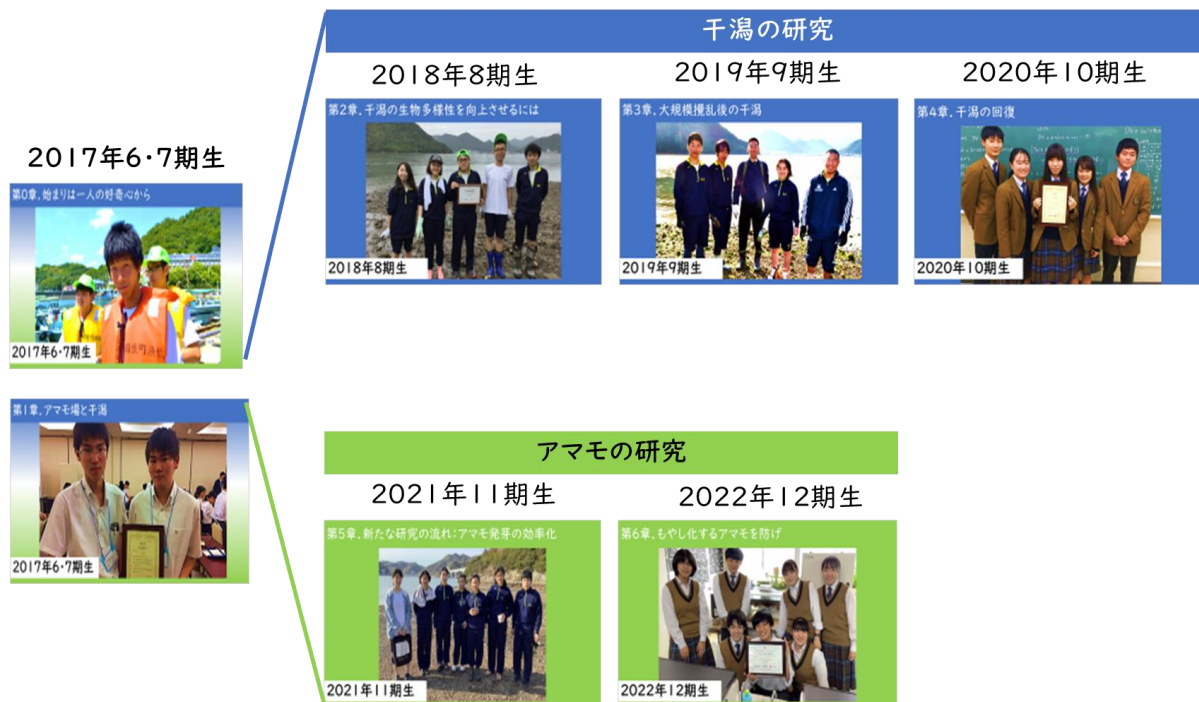 2017年6・7期生
第0章.始まりは一人の好奇心から
2017年6・7期生
第1章.アマモ場と干潟
2017年6・7期生
干潟の研究
2018年8期生
2019年9期生
2020年10期生
第2章.干潟の生物多様性を向上させるには
2018年8期生
第3章.大規模攪乱後の干潟
2019年9期生
第4章.干潟の回復
2020年10期生
アマモの研究
2021年11期生
2022年12期生
第5章.新たな研究の流れ:アマモ発芽の効率化
2021年11期生
第6章.もやし化するアマモを防げ
2022年12期生